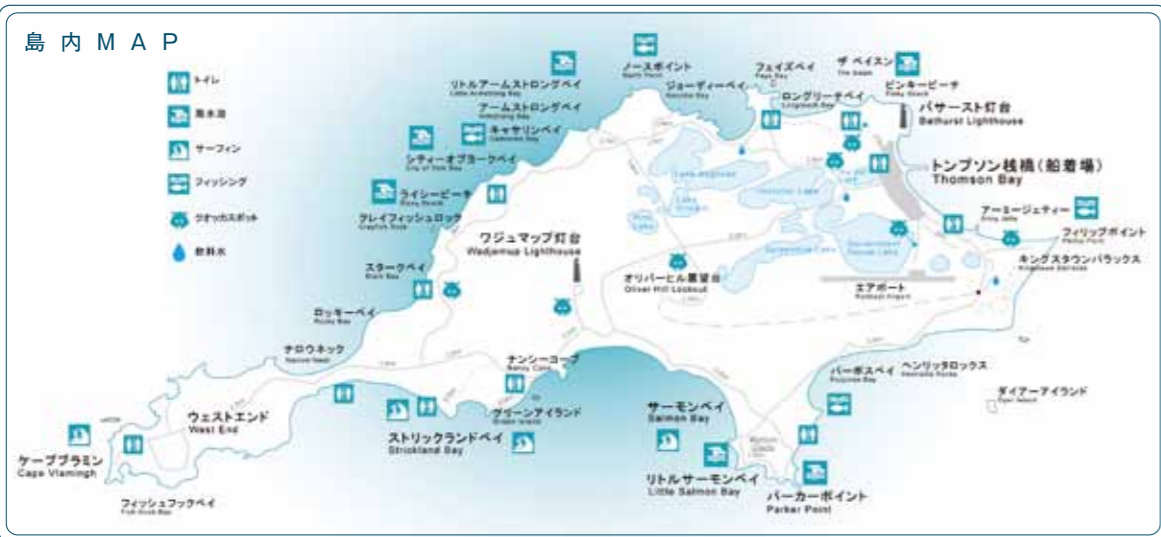 島内MAP
トイレ
海水浴
サーフィン
フィッシング
クオッカスポット
飲料水
ノースポイント
North Point
リトルアームストロングベイ
Little Armstrong Bay
アームストロングベイ
Armstrong Bay
キャサリンベイ
Catherine Bay
シティーオブヨークベイ
City of York Bay
ライシービーチ
Ricey Beach
クレイフィッシュロック
Crayfish Rock
スタークベイ
Stark Bay
ロッキーベイ
Rocky Bay
ナロウネック
Narrow Neck
ウェストエンド
West End
ケープブラミン
Cape Vlamingh
フィッシュフックベイ
Fish Hook Bay
ジョーディーベイ
Geordie Bay
フェイズベイ
Fays Bay
ロングリーチベイ
Longreach Bay
ザ ベイスン
The Basin
ピンキービーチ
Pinky Beach
バサースト灯台
Bathurst Lighthouse
トンプソン桟橋(船着場)
Thomson Bay
アーミージェティー
Army Jetty
フィリップポイント
Phillip Point
キングスタウンバラックス
Kingstown Barracks
エアポート
Rottnest Airport
Government House Lake
ワジュマップ灯台
Wadjemup Lighthouse
オリバーヒル展望台
Oliver Hill Lookout
ナンシーコーブ
Nancy Cove
グリーンアイランド
Green Island
ストリックランドベイ
Strickland Bay
サーモンベイ
Salmon Bay
リトルサーモンベイ
Little Salmon Bay
パーカーポイント
Parker Point
パーポスベイ
Porpoise Bay
ヘンリッタロックス
Henrietta Rocks
ダイアーアイランド
Dyer Island